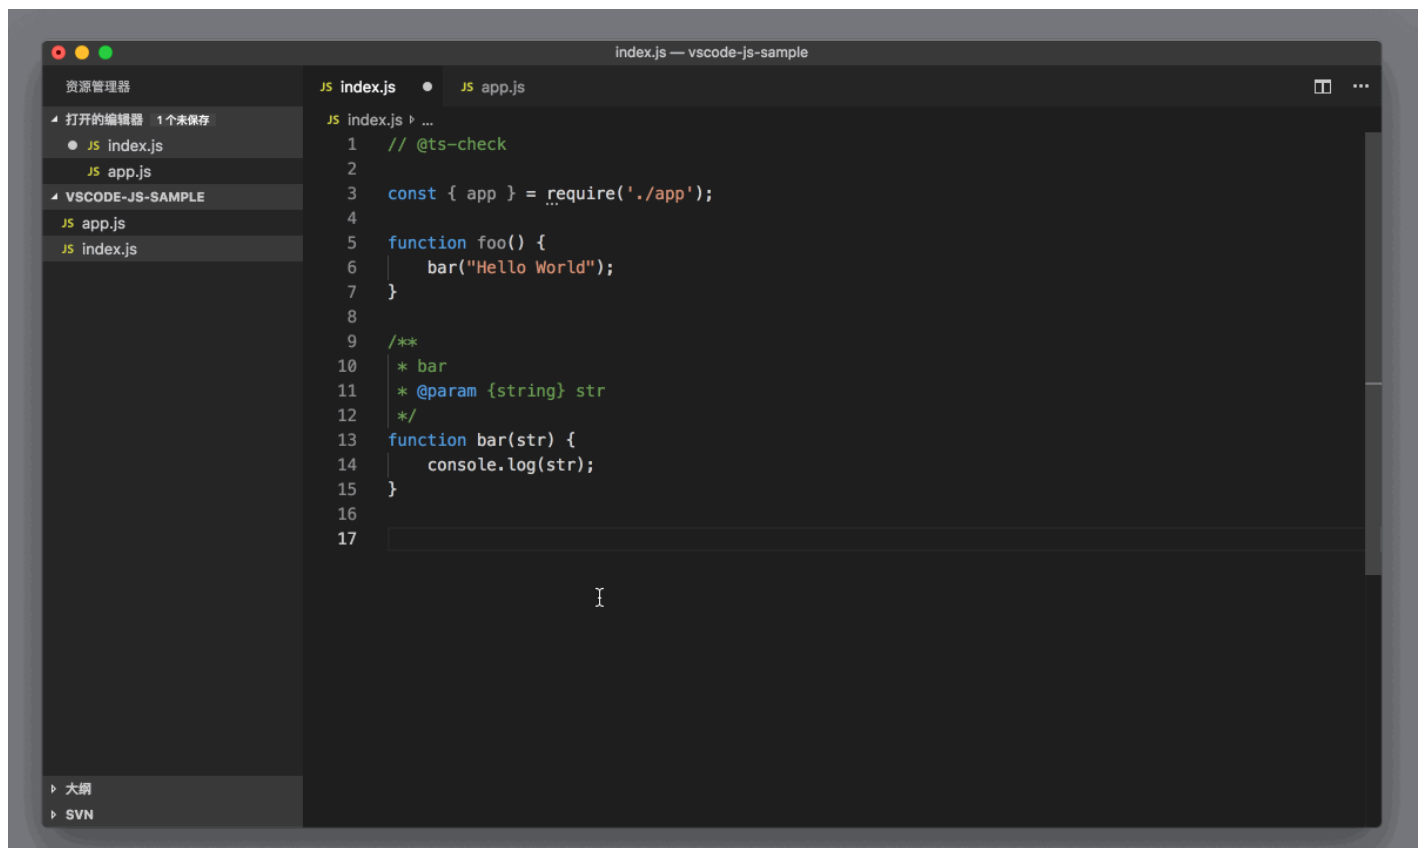 index.js — vscode-js-sample
资源管理器
打开的编辑器 1个未保存
JS index.js
JS app.js
VSCODE-JS-SAMPLE
JS app.js
JS index.js
大纲
SVN
JS index.js JS app.js
JS index.js ...
1 // @ts-check
2
3 const { app } = require('./app');
4
5 function foo() {
6 bar("Hello World");
7 }
8
9 /**
10 * bar
11 * @param {string} str
12 */
13 function bar(str) {
14 console.log(str);
15 }
16
17